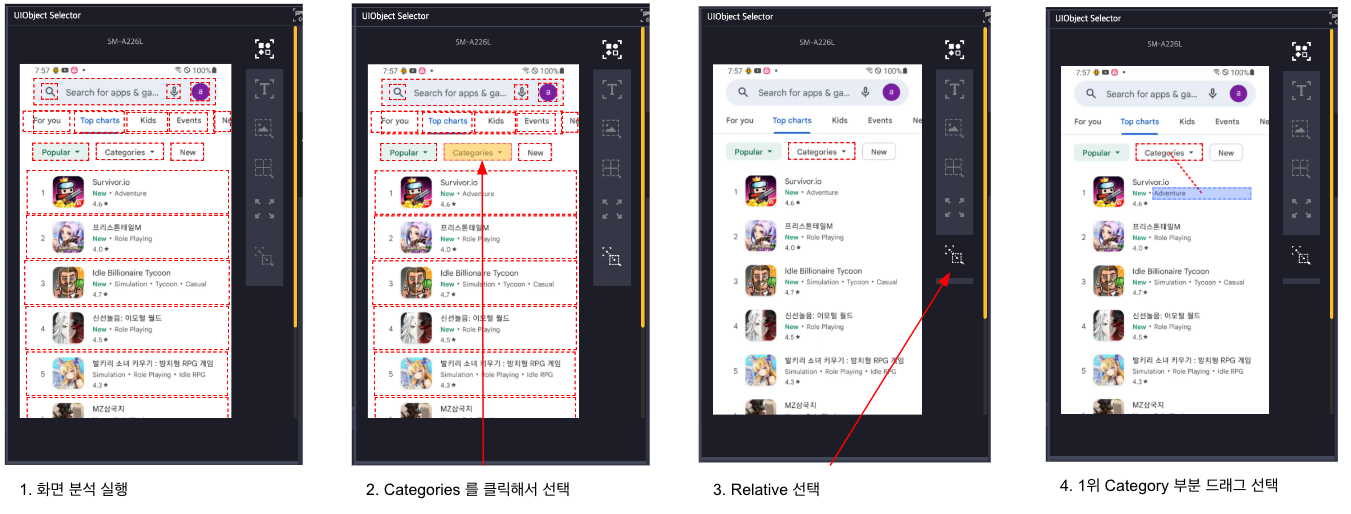 UIObject Selector
SM-A226L
7:57
100%
Search for apps & ga...
a
For you
Top charts
Kids
Events
Ne
Popular
Categories
New
1
Survivor.io
New • Adventure
4.6★
2
프리스톤테일M
New • Role Playing
4.0★
3
Idle Billionaire Tycoon
New • Simulation • Tycoon • Casual
4.7★
4
신선놀음: 이모털 월드
New • Role Playing
4.5★
5
발키리 소녀 키우기 : 방치형 RPG 게임
Simulation • Role Playing • Idle RPG
4.3★
MZ삼국지
1. 화면 분석 실행
UIObject Selector
SM-A226L
7:57
100%
Search for apps & ga...
a
For you
Top charts
Kids
Events
Ne
Popular
Categories
New
1
Survivor.io
New • Adventure
4.6★
2
프리스톤테일M
New • Role Playing
4.0★
3
Idle Billionaire Tycoon
New • Simulation • Tycoon • Casual
4.7★
4
신선놀음: 이모털 월드
New • Role Playing
4.5★
5
발키리 소녀 키우기 : 방치형 RPG 게임
Simulation • Role Playing • Idle RPG
4.3★
MZ삼국지
2. Categories 를 클릭해서 선택
UIObject Selector
SM-A226L
7:57
100%
Search for apps & ga...
a
For you
Top charts
Kids
Events
Ne
Popular
Categories
New
1
Survivor.io
New • Adventure
4.6★
2
프리스톤테일M
New • Role Playing
4.0★
3
Idle Billionaire Tycoon
New • Simulation • Tycoon • Casual
4.7★
4
신선놀음: 이모털 월드
New • Role Playing
4.5★
5
발키리 소녀 키우기 : 방치형 RPG 게임
Simulation • Role Playing • Idle RPG
4.3★
MZ삼국지
3. Relative 선택
UIObject Selector
SM-A226L
7:57
100%
Search for apps & ga...
a
For you
Top charts
Kids
Events
Ne
Popular
Categories
New
1
Survivor.io
New • Adventure
4.6★
2
프리스톤테일M
New • Role Playing
4.0★
3
Idle Billionaire Tycoon
New • Simulation • Tycoon • Casual
4.7★
4
신선놀음: 이모털 월드
New • Role Playing
4.5★
5
발키리 소녀 키우기 : 방치형 RPG 게임
Simulation • Role Playing • Idle RPG
4.3★
MZ삼국지
4. 1위 Category 부분 드래그 선택